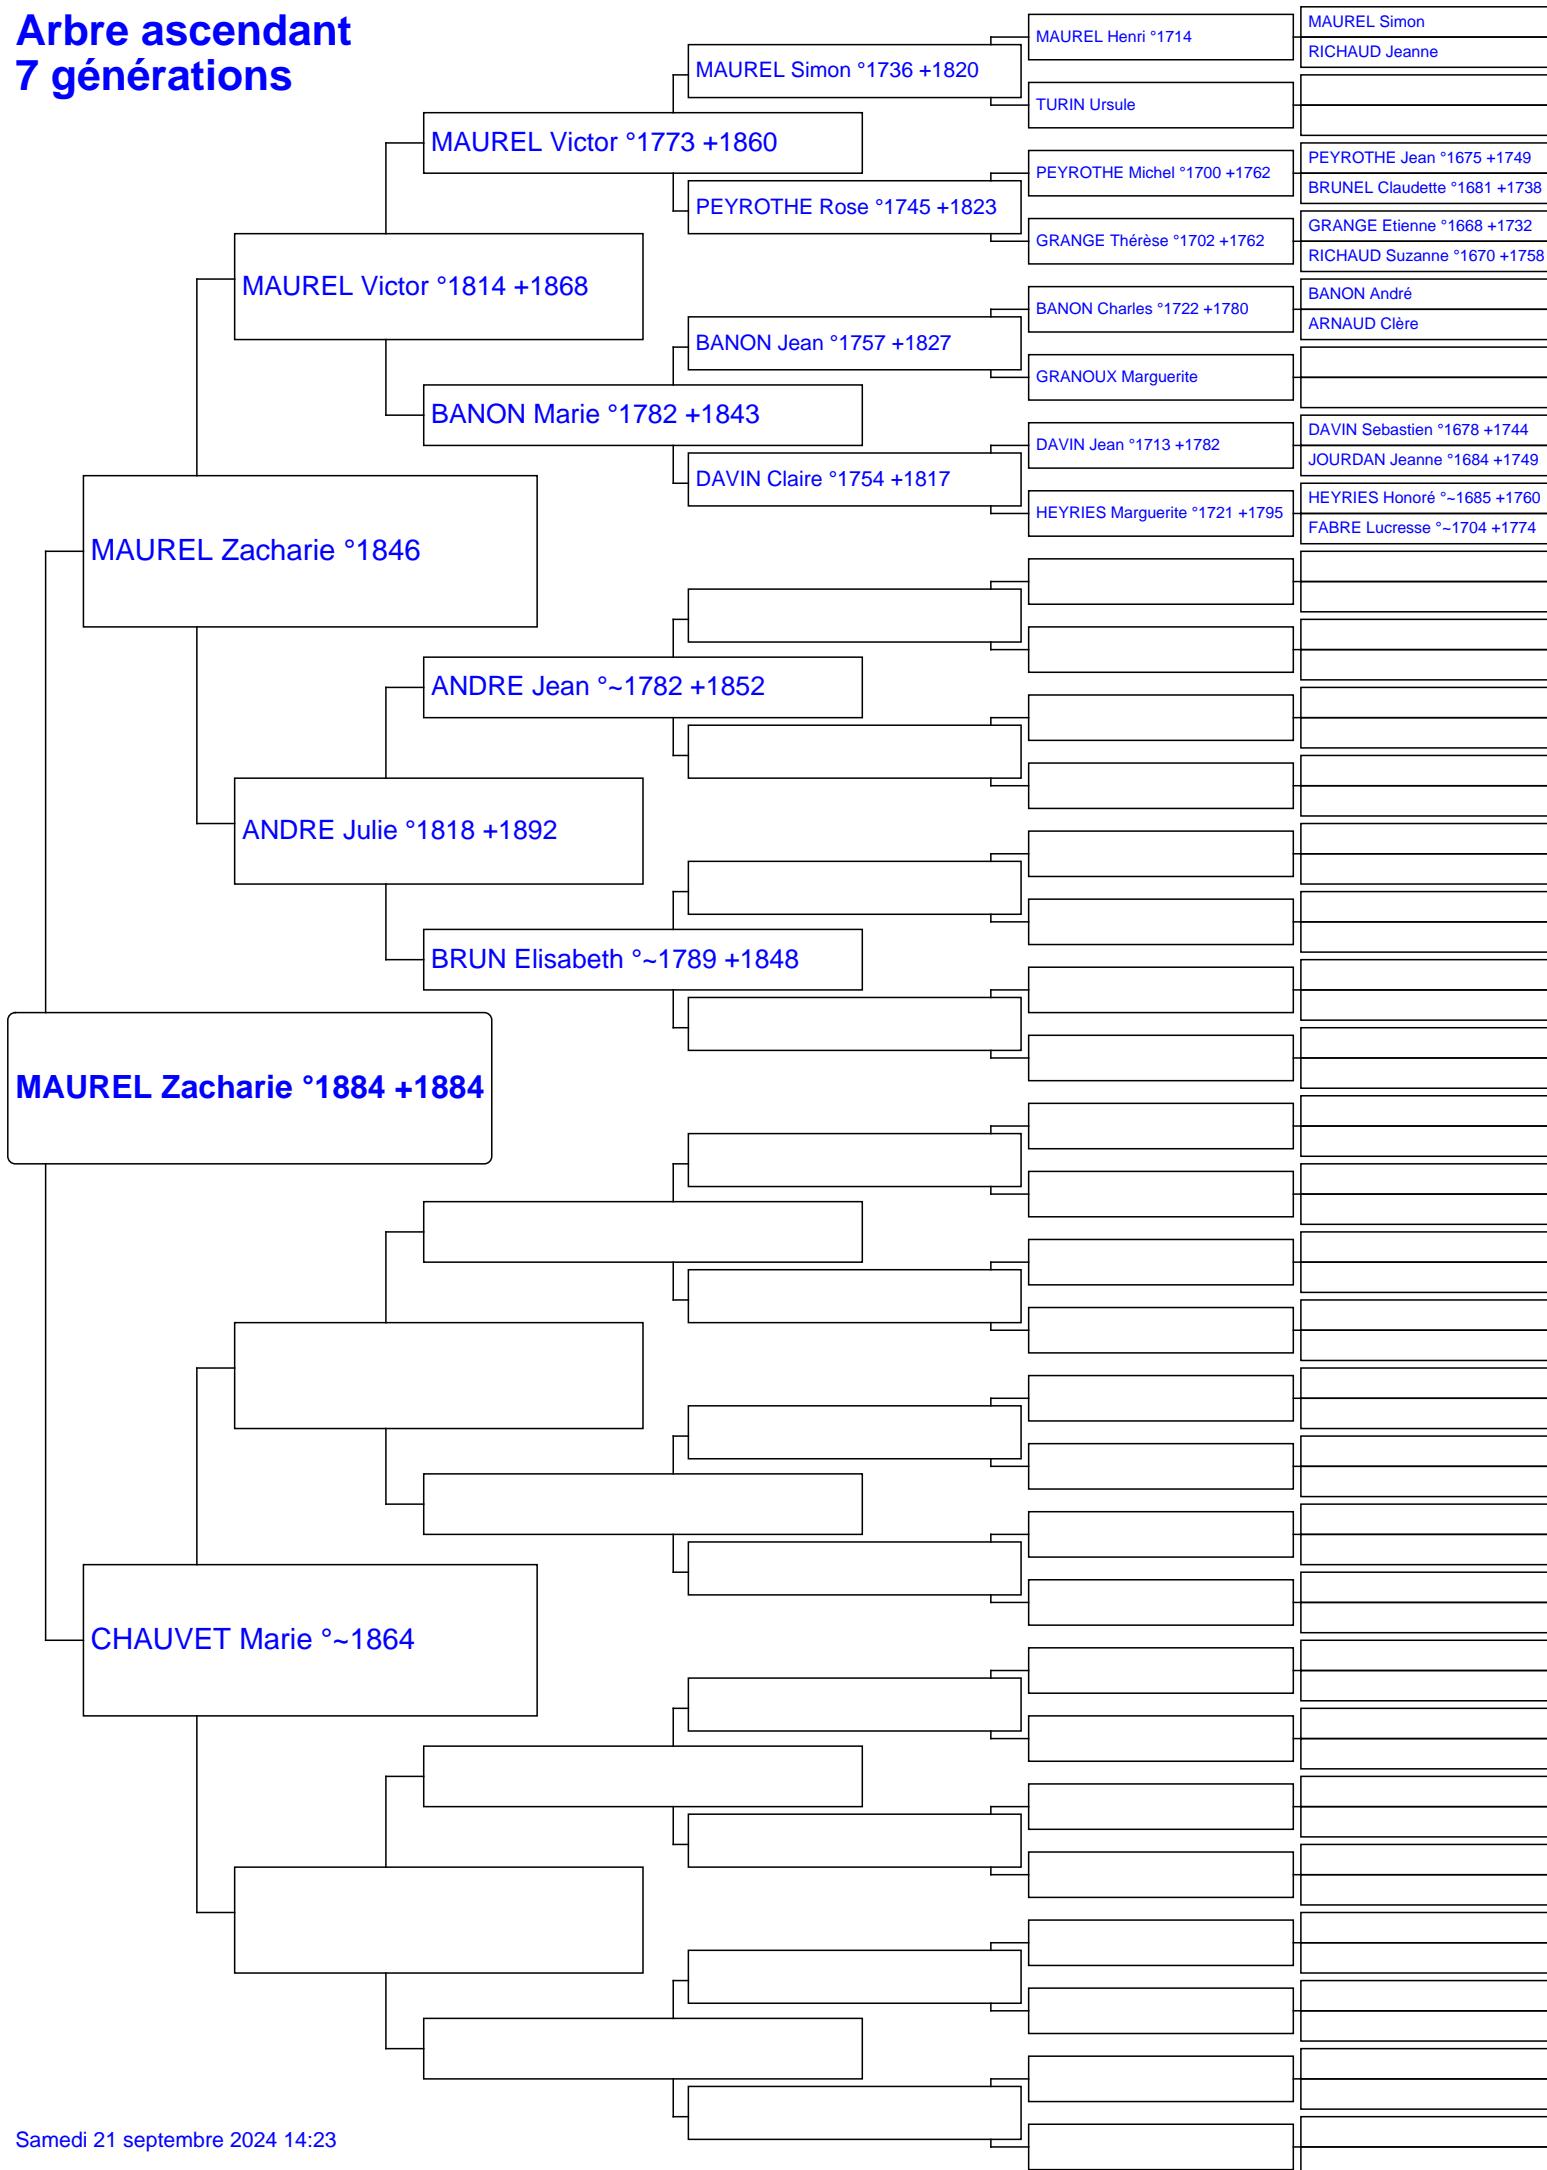 Arbre ascendant
7 générations
MAUREL Simon
MAUREL Henri °1714
RICHAUD Jeanne
MAUREL Simon °1736 +1820
TURIN Ursule
MAUREL Victor °1773 +1860
PEYROTHE Jean °1675 +1749
PEYROTHE Michel °1700 +1762
BRUNEL Claudette °1681 +1738
PEYROTHE Rose °1745 +1823
GRANGE Etienne °1668 +1732
GRANGE Thérèse °1702 +1762
RICHAUD Suzanne °1670 +1758
MAUREL Victor °1814 +1868
BANON André
BANON Charles °1722 +1780
ARNAUD Clère
BANON Jean °1757 +1827
GRANOUX Marguerite
BANON Marie °1782 +1843
DAVIN Sebastien °1678 +1744
DAVIN Jean °1713 +1782
JOURDAN Jeanne °1684 +1749
DAVIN Claire °1754 +1817
HEYRIES Honoré °~1685 +1760
HEYRIES Marguerite °1721 +1795
FABRE Lucresse °~1704 +1774
MAUREL Zacharie °1846
ANDRE Jean °~1782 +1852
ANDRE Julie °1818 +1892
BRUN Elisabeth °~1789 +1848
MAUREL Zacharie °1884 +1884
CHAUVET Marie °~1864
Samedi 21 septembre 2024 14:23